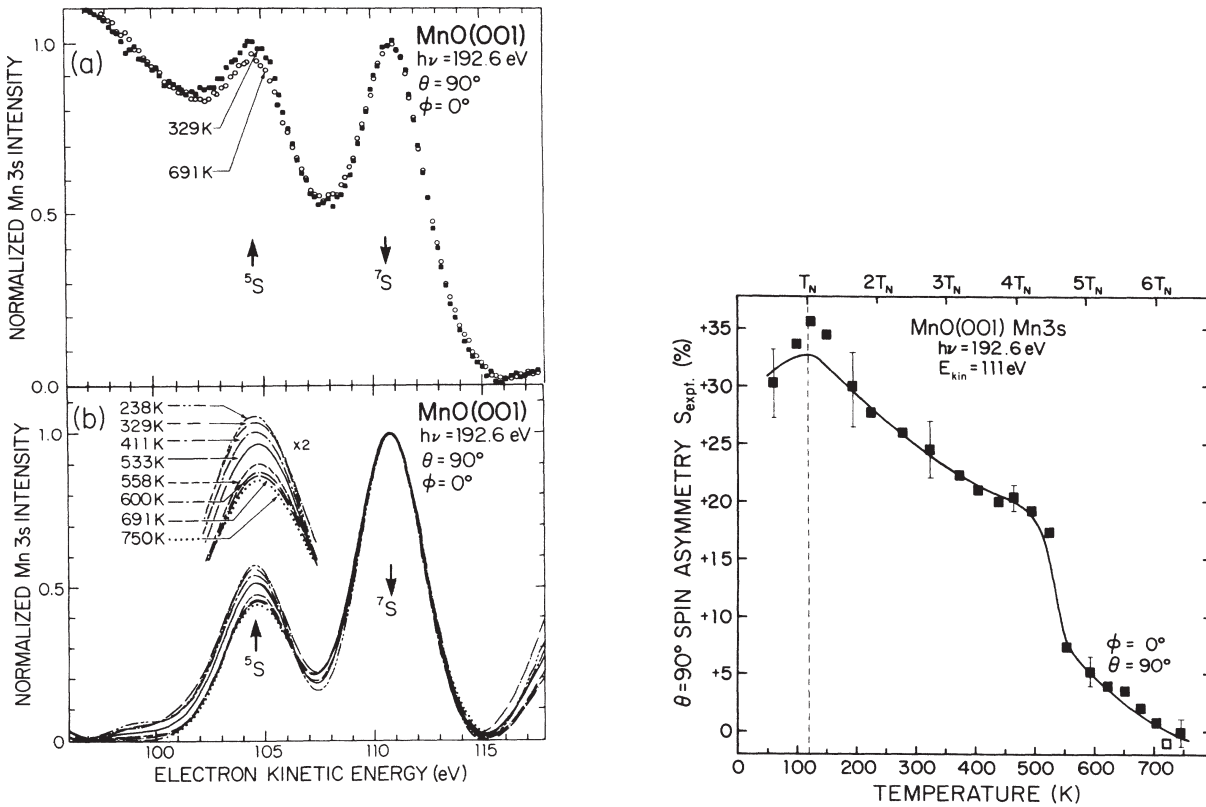 (a)
MnO(001)
hν=192.6 eV
θ=90°
ϕ=0°
1.0
0.5
0.0
329K
691K
⁵S
⁷S
NORMALIZED Mn 3s INTENSITY
(b)
MnO(001)
hν=192.6 eV
θ=90°
ϕ=0°
238K
329K
411K
533K
558K
600K
691K
750K
x2
1.0
0.5
0
⁵S
⁷S
NORMALIZED Mn 3s INTENSITY
100 105 110 115
ELECTRON KINETIC ENERGY (eV)
T_N 2T_N 3T_N 4T_N 5T_N 6T_N
MnO(001) Mn3s
hν=192.6 eV
E_kin=111 eV
+35
+30
+25
+20
+15
+10
+5
0
θ=90° SPIN ASYMMETRY S_expt. (%)
ϕ = 0°
θ = 90°
0 100 200 300 400 500 600 700
TEMPERATURE (K)